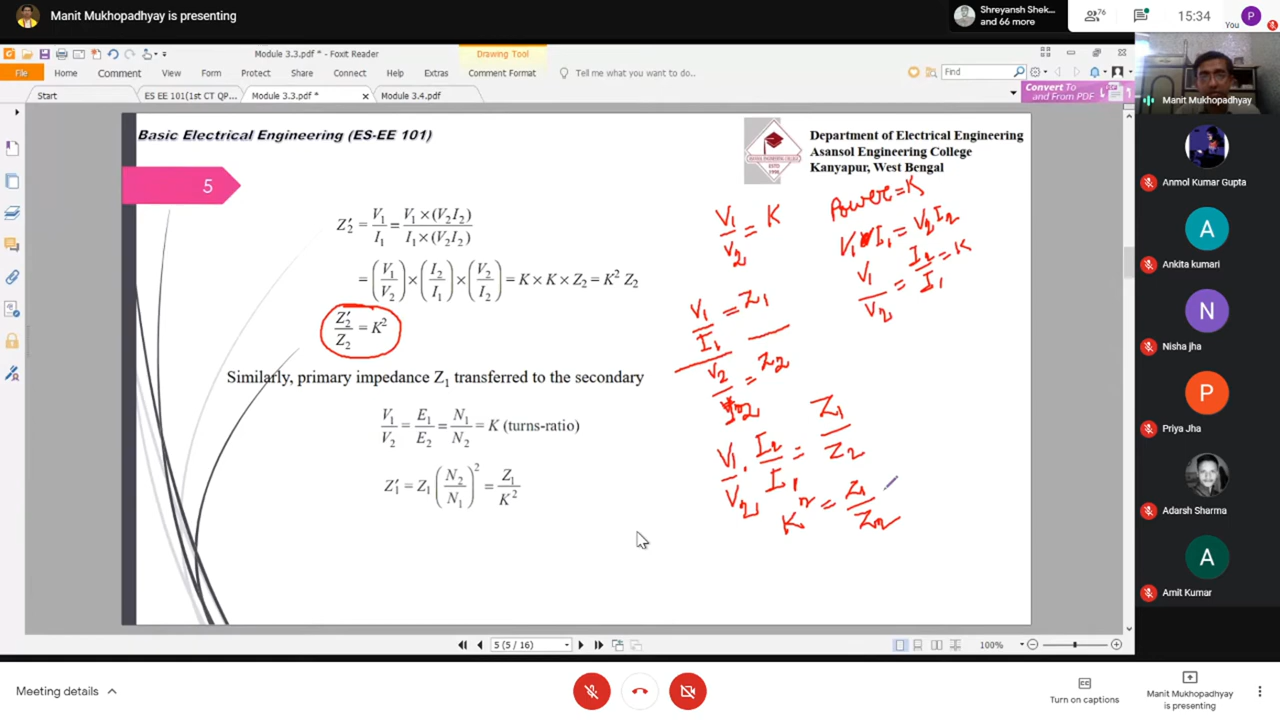 Manit Mukhopadhyay is presenting
Shreyansh Shek...
and 66 more
76
15:34
You
P
Module 3.3.pdf * - Foxit Reader
Drawing Tool
File
Home
Comment
View
Form
Protect
Share
Connect
Help
Extras
Comment Format
Tell me what you want to do...
Find
Start
ES EE 101(1st CT QP...
Module 3.3.pdf *
Module 3.4.pdf
Convert To
and From PDF
Basic Electrical Engineering (ES-EE 101)
Department of Electrical Engineering
Asansol Engineering College
Kanyapur, West Bengal
5
Z₂′ = V₁/I₁ = V₁ × (V₂I₂)/I₁ × (V₂I₂)
= (V₁/V₂) × (I₂/I₁) × (V₂/I₂) = K × K × Z₂ = K² Z₂
Z₂′/Z₂ = K²
Similarly, primary impedance Z₁ transferred to the secondary
V₁/V₂ = E₁/E₂ = N₁/N₂ = K (turns-ratio)
Z₁′ = Z₁ (N₂/N₁)² = Z₁/K²
V₁/V₂ = K
Power = K
V₁ I₁ = V₂ I₂
V₁/V₂ = I₂/I₁ = K
V₁/I₁ = Z₁
V₂/I₂ = Z₂
V₁/V₂ . I₂/I₁ = Z₁/Z₂
K² = Z₁/Z₂
5 (5 / 16)
100%
Manit Mukhopadhyay
Anmol Kumar Gupta
A
Ankita kumari
N
Nisha jha
P
Priya Jha
Adarsh Sharma
A
Amit Kumar
Meeting details
Turn on captions
Manit Mukhopadhyay
is presenting